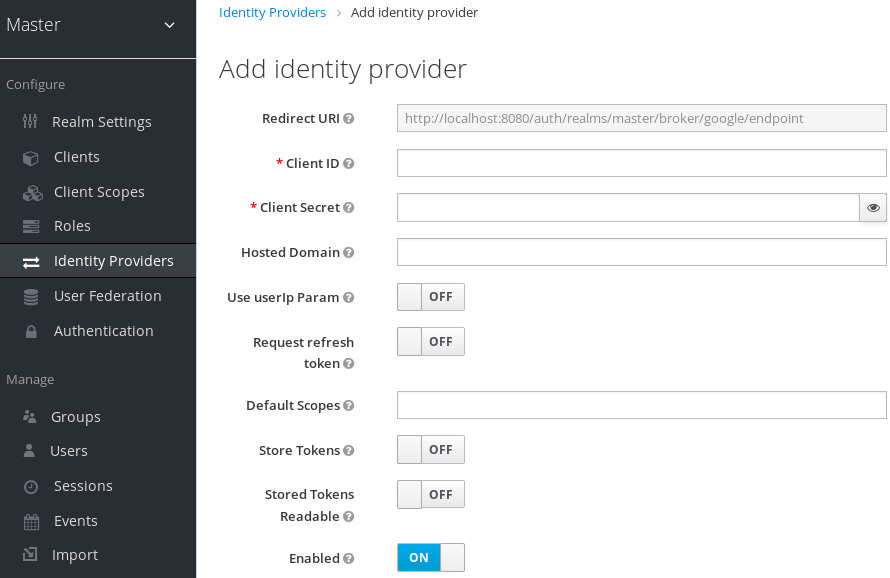 Master
Configure
Realm Settings
Clients
Client Scopes
Roles
Identity Providers
User Federation
Authentication
Manage
Groups
Users
Sessions
Events
Import
Identity Providers > Add identity provider
Add identity provider
Redirect URI http://localhost:8080/auth/realms/master/broker/google/endpoint
* Client ID
* Client Secret
Hosted Domain
Use userIp Param OFF
Request refresh
token OFF
Default Scopes
Store Tokens OFF
Stored Tokens
Readable OFF
Enabled ON